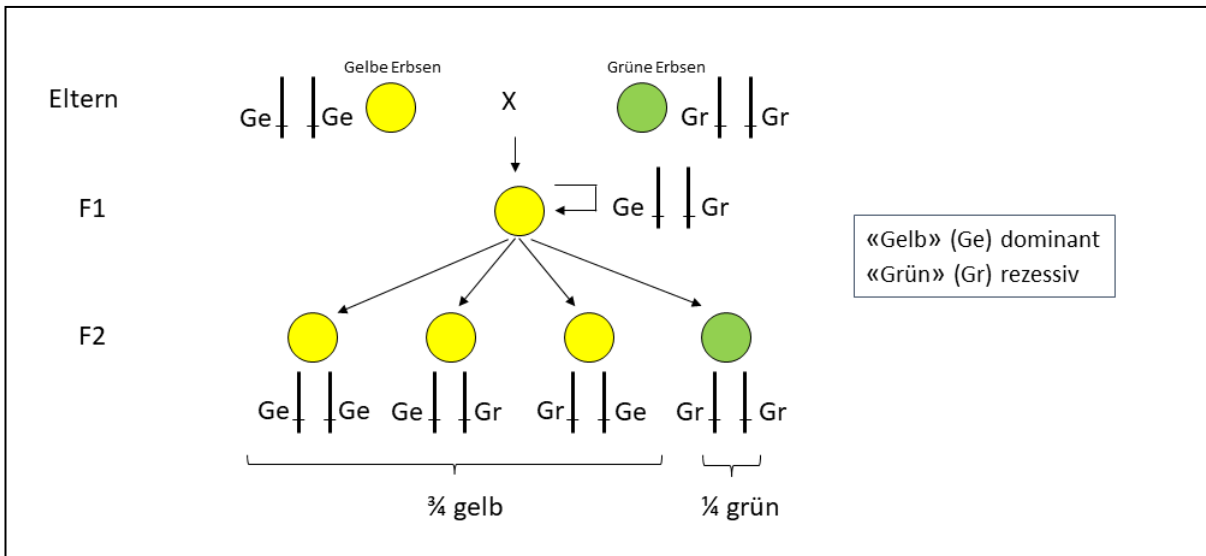 Gelbe Erbsen
Grüne Erbsen
Eltern
Ge Ge
X
Gr Gr
F1
Ge Gr
«Gelb» (Ge) dominant
«Grün» (Gr) rezessiv
F2
Ge Ge Ge Gr Gr Ge Gr Gr
¾ gelb
¼ grün